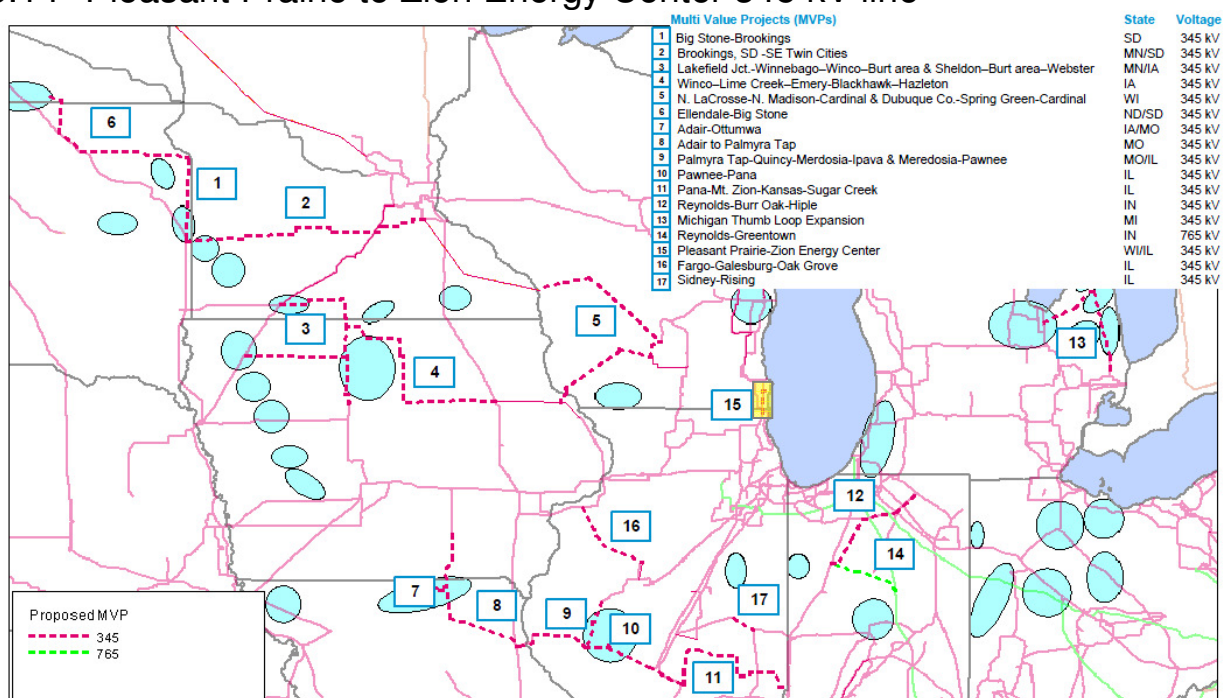 Pleasant Prairie to Zion Energy Center 345 kV line
Multi Value Projects (MVPs) State Voltage
1 Big Stone-Brookings SD 345 kV
2 Brookings, SD -SE Twin Cities MN/SD 345 kV
3 Lakefield Jct.-Winnebago–Winco–Burt area & Sheldon–Burt area–Webster MN/IA 345 kV
4 Winco–Lime Creek–Emery-Blackhawk–Hazleton IA 345 kV
5 N. LaCrosse-N. Madison-Cardinal & Dubuque Co.-Spring Green-Cardinal WI 345 kV
6 Ellendale-Big Stone ND/SD 345 kV
7 Adair-Ottumwa IA/MO 345 kV
8 Adair to Palmyra Tap MO 345 kV
9 Palmyra Tap-Quincy-Merdosia-Ipava & Meredosia-Pawnee MO/IL 345 kV
10 Pawnee-Pana IL 345 kV
11 Pana-Mt. Zion-Kansas-Sugar Creek IL 345 kV
12 Reynolds-Burr Oak-Hiple IN 345 kV
13 Michigan Thumb Loop Expansion MI 345 kV
14 Reynolds-Greentown IN 765 kV
15 Pleasant Prairie-Zion Energy Center WI/IL 345 kV
16 Fargo-Galesburg-Oak Grove IL 345 kV
17 Sidney-Rising IL 345 kV
6
1
2
3
5
13
4
15
12
16
14
7
8
9
10
17
11
Proposed MVP
345
765